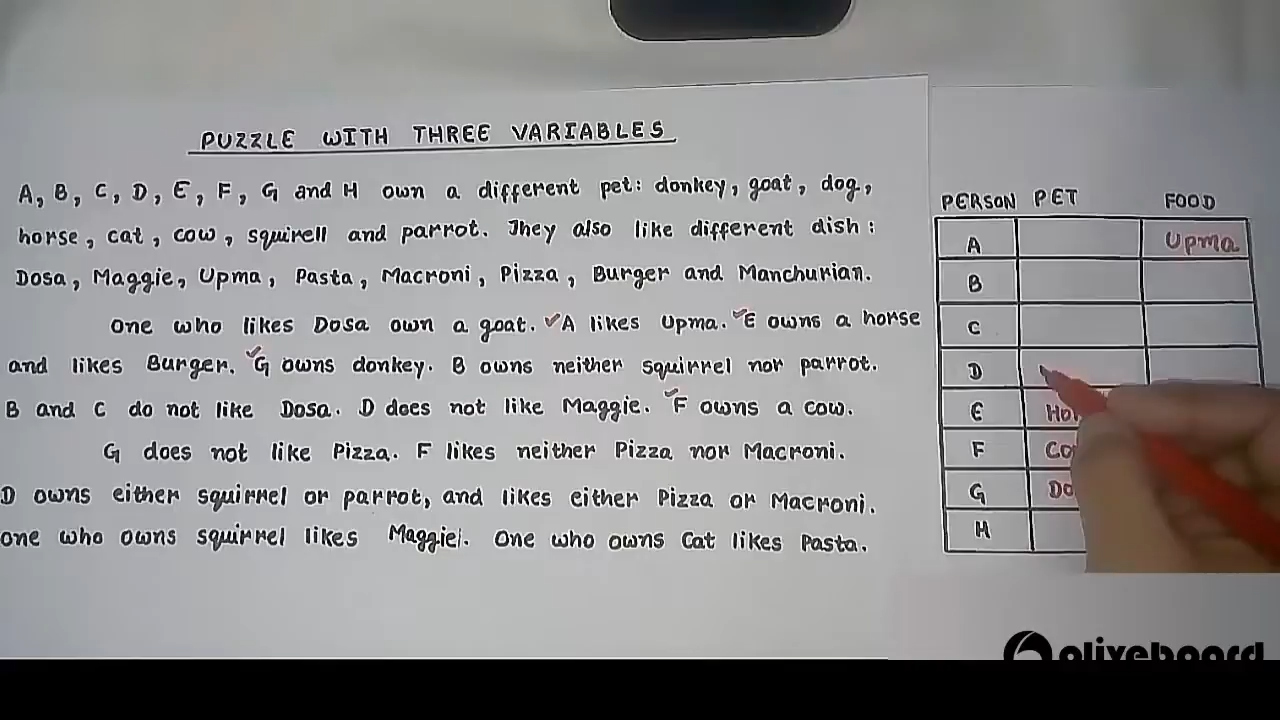 PUZZLE WITH THREE VARIABLES
A, B, C, D, E, F, G and H own a different pet: donkey, goat, dog,
horse, cat, cow, squirell and parrot. They also like different dish:
Dosa, Maggie, Upma, Pasta, Macroni, Pizza, Burger and Manchurian.
One who likes Dosa own a goat. A likes Upma. E owns a horse
and likes Burger. G owns donkey. B owns neither squirrel nor parrot.
B and C do not like Dosa. D does not like Maggie. F owns a cow.
G does not like Pizza. F likes neither Pizza nor Macroni.
D owns either squirrel or parrot, and likes either Pizza or Macroni.
one who owns squirrel likes Maggie. One who owns Cat likes Pasta.
PERSON PET FOOD
A Upma
B
C
D
E
F
G
H
oliveboard